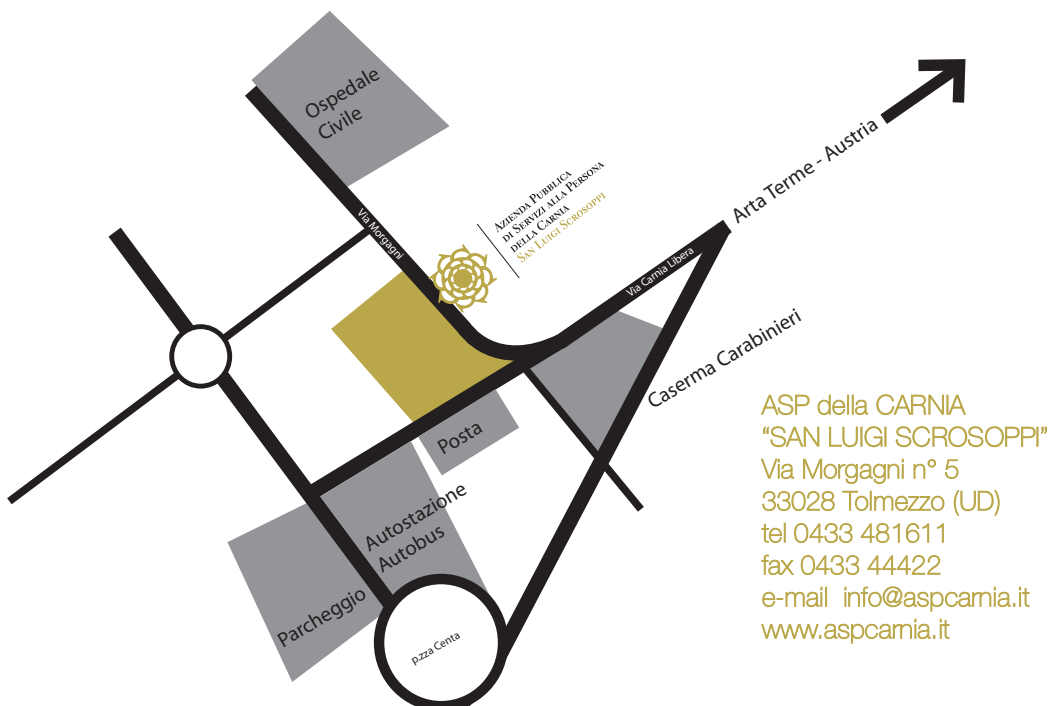 Ospedale
Civile
Via Morgagni
AZIENDA PUBBLICA
DI SERVIZI ALLA PERSONA
DELLA CARNIA
SAN LUIGI SCROSOPPI
Arta Terme - Austria
Via Carnia Libera
Caserma Carabinieri
Posta
Autostazione
Autobus
Parcheggio
p.zza Centa
ASP della CARNIA
“SAN LUIGI SCROSOPPI”
Via Morgagni n° 5
33028 Tolmezzo (UD)
tel 0433 481611
fax 0433 44422
e-mail info@aspcarnia.it
www.aspcarnia.it